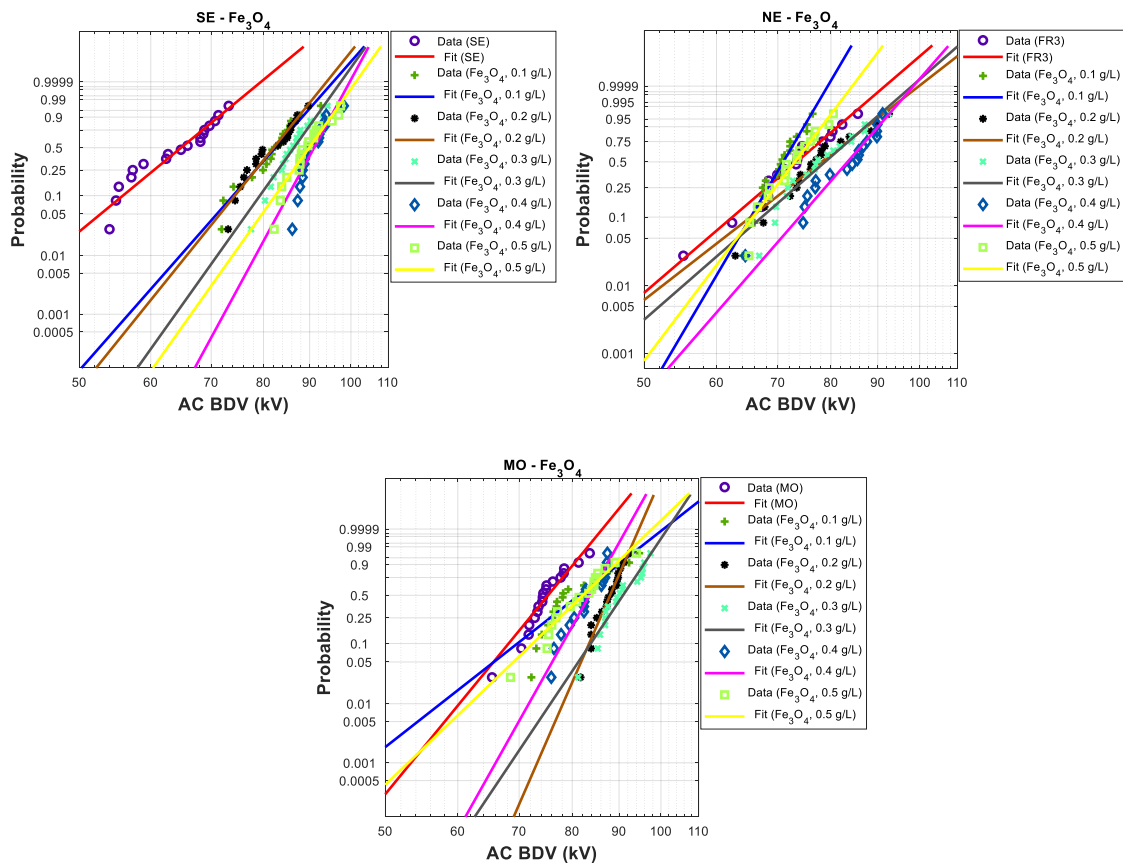 SE - Fe3O4
Probability
0.9999
0.99
0.9
0.5
0.25
0.1
0.05
0.01
0.005
0.001
0.0005
50 60 70 80 90 100 110
AC BDV (kV)
Data (SE)
Fit (SE)
Data (Fe3O4, 0.1 g/L)
Fit (Fe3O4, 0.1 g/L)
Data (Fe3O4, 0.2 g/L)
Fit (Fe3O4, 0.2 g/L)
Data (Fe3O4, 0.3 g/L)
Fit (Fe3O4, 0.3 g/L)
Data (Fe3O4, 0.4 g/L)
Fit (Fe3O4, 0.4 g/L)
Data (Fe3O4, 0.5 g/L)
Fit (Fe3O4, 0.5 g/L)
NE - Fe3O4
Probability
0.9999
0.995
0.95
0.75
0.5
0.25
0.1
0.05
0.01
0.005
0.001
50 60 70 80 90 100 110
AC BDV (kV)
Data (FR3)
Fit (FR3)
Data (Fe3O4, 0.1 g/L)
Fit (Fe3O4, 0.1 g/L)
Data (Fe3O4, 0.2 g/L)
Fit (Fe3O4, 0.2 g/L)
Data (Fe3O4, 0.3 g/L)
Fit (Fe3O4, 0.3 g/L)
Data (Fe3O4, 0.4 g/L)
Fit (Fe3O4, 0.4 g/L)
Data (Fe3O4, 0.5 g/L)
Fit (Fe3O4, 0.5 g/L)
MO - Fe3O4
Probability
0.9999
0.99
0.9
0.5
0.25
0.1
0.05
0.01
0.005
0.001
0.0005
50 60 70 80 90 100 110
AC BDV (kV)
Data (MO)
Fit (MO)
Data (Fe3O4, 0.1 g/L)
Fit (Fe3O4, 0.1 g/L)
Data (Fe3O4, 0.2 g/L)
Fit (Fe3O4, 0.2 g/L)
Data (Fe3O4, 0.3 g/L)
Fit (Fe3O4, 0.3 g/L)
Data (Fe3O4, 0.4 g/L)
Fit (Fe3O4, 0.4 g/L)
Data (Fe3O4, 0.5 g/L)
Fit (Fe3O4, 0.5 g/L)